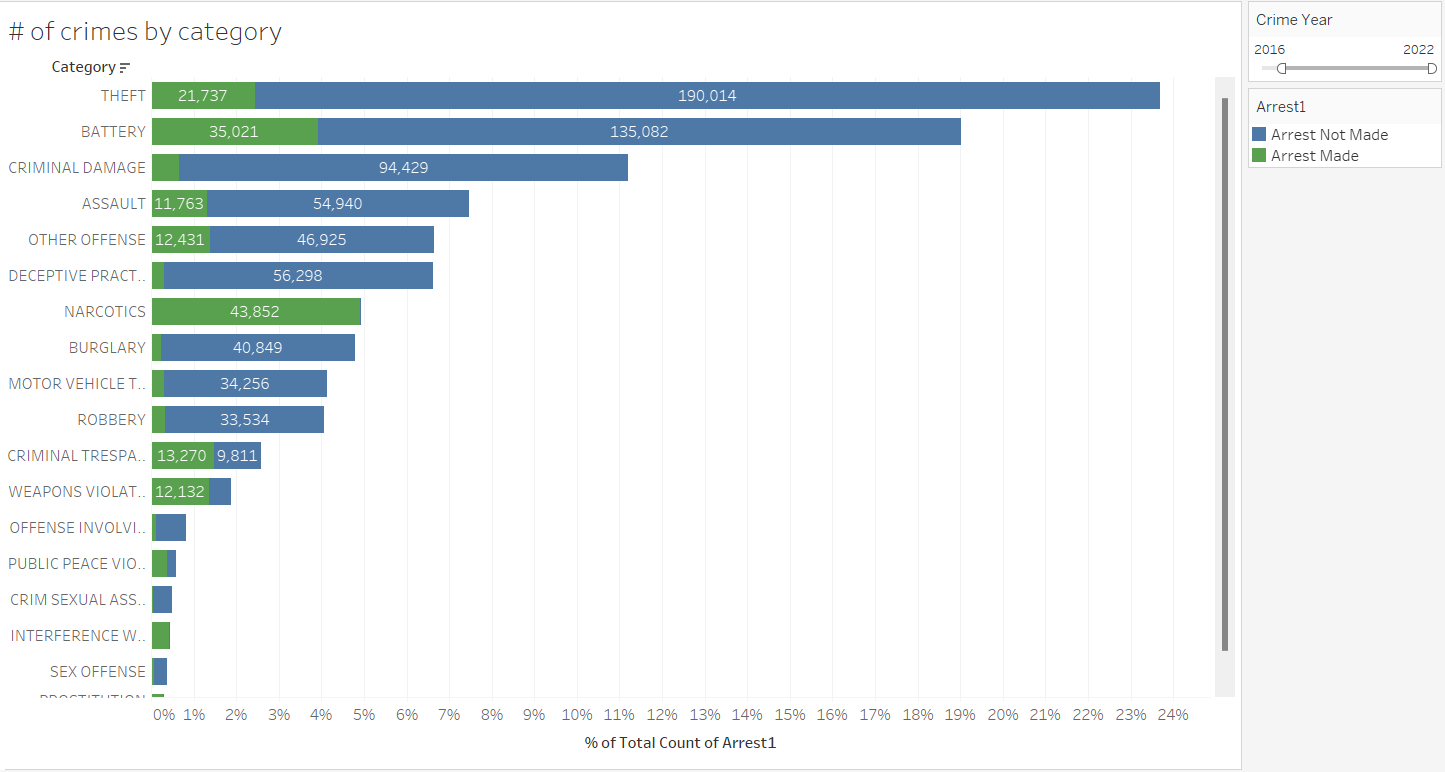 # of crimes by category
Category
THEFT 21,737 190,014
BATTERY 35,021 135,082
CRIMINAL DAMAGE 94,429
ASSAULT 11,763 54,940
OTHER OFFENSE 12,431 46,925
DECEPTIVE PRACT.. 56,298
NARCOTICS 43,852
BURGLARY 40,849
MOTOR VEHICLE T.. 34,256
ROBBERY 33,534
CRIMINAL TRESPA.. 13,270 9,811
WEAPONS VIOLAT.. 12,132
OFFENSE INVOLVI..
PUBLIC PEACE VIO..
CRIM SEXUAL ASS..
INTERFERENCE W..
SEX OFFENSE
PROSTITUTION
0% 1% 2% 3% 4% 5% 6% 7% 8% 9% 10% 11% 12% 13% 14% 15% 16% 17% 18% 19% 20% 21% 22% 23% 24%
% of Total Count of Arrest1
Crime Year
2016 2022
Arrest1
Arrest Not Made
Arrest Made